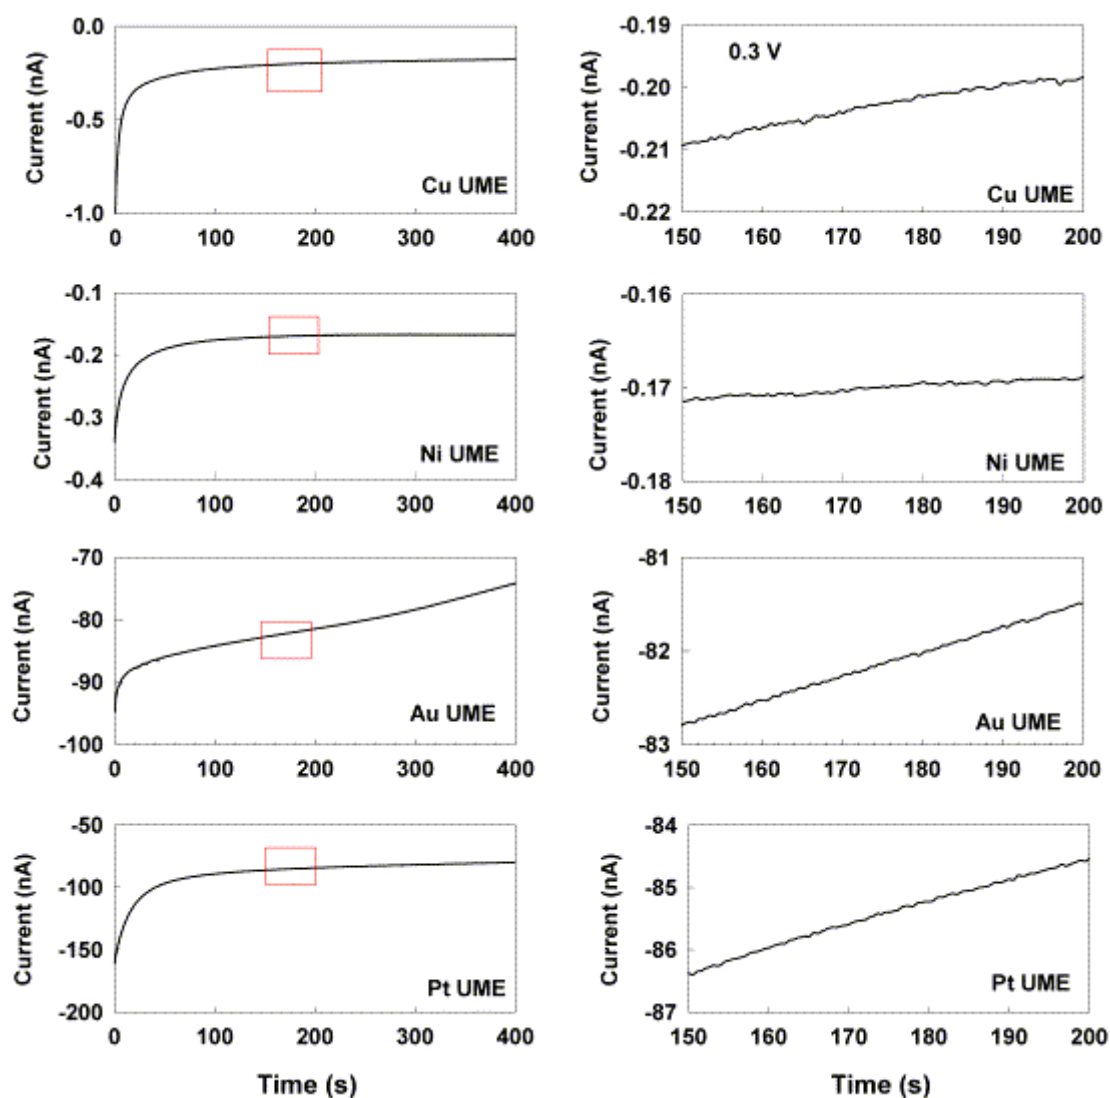 0.0
-0.5
-1.0
Current (nA)
Cu UME
0 100 200 300 400
-0.19
-0.20
-0.21
-0.22
Current (nA)
0.3 V
Cu UME
150 160 170 180 190 200
-0.1
-0.2
-0.3
-0.4
Current (nA)
Ni UME
0 100 200 300 400
-0.16
-0.17
-0.18
Current (nA)
Ni UME
150 160 170 180 190 200
-70
-80
-90
-100
Current (nA)
Au UME
0 100 200 300 400
-81
-82
-83
Current (nA)
Au UME
150 160 170 180 190 200
-50
-100
-150
-200
Current (nA)
Pt UME
0 100 200 300 400
Time (s)
-84
-85
-86
-87
Current (nA)
Pt UME
150 160 170 180 190 200
Time (s)